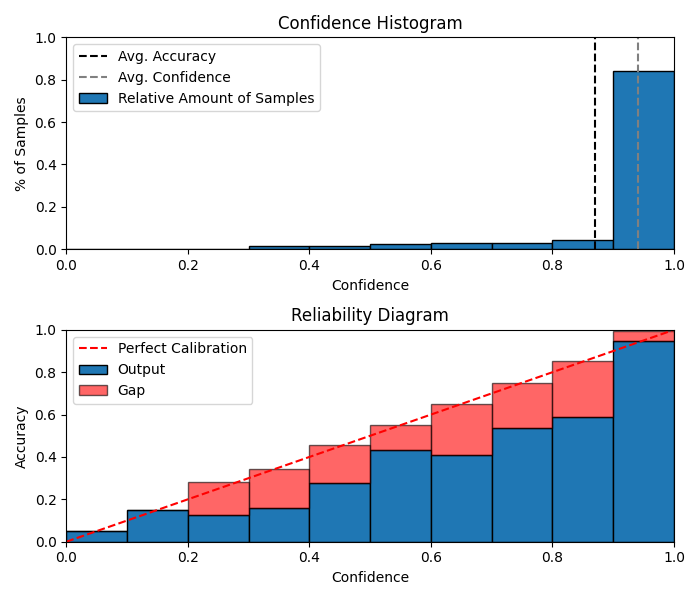 Confidence Histogram
1.0
0.8
0.6
0.4
0.2
0.0
% of Samples
Avg. Accuracy
Avg. Confidence
Relative Amount of Samples
0.0 0.2 0.4 0.6 0.8 1.0
Confidence
Reliability Diagram
1.0
0.8
0.6
0.4
0.2
0.0
Accuracy
Perfect Calibration
Output
Gap
0.0 0.2 0.4 0.6 0.8 1.0
Confidence